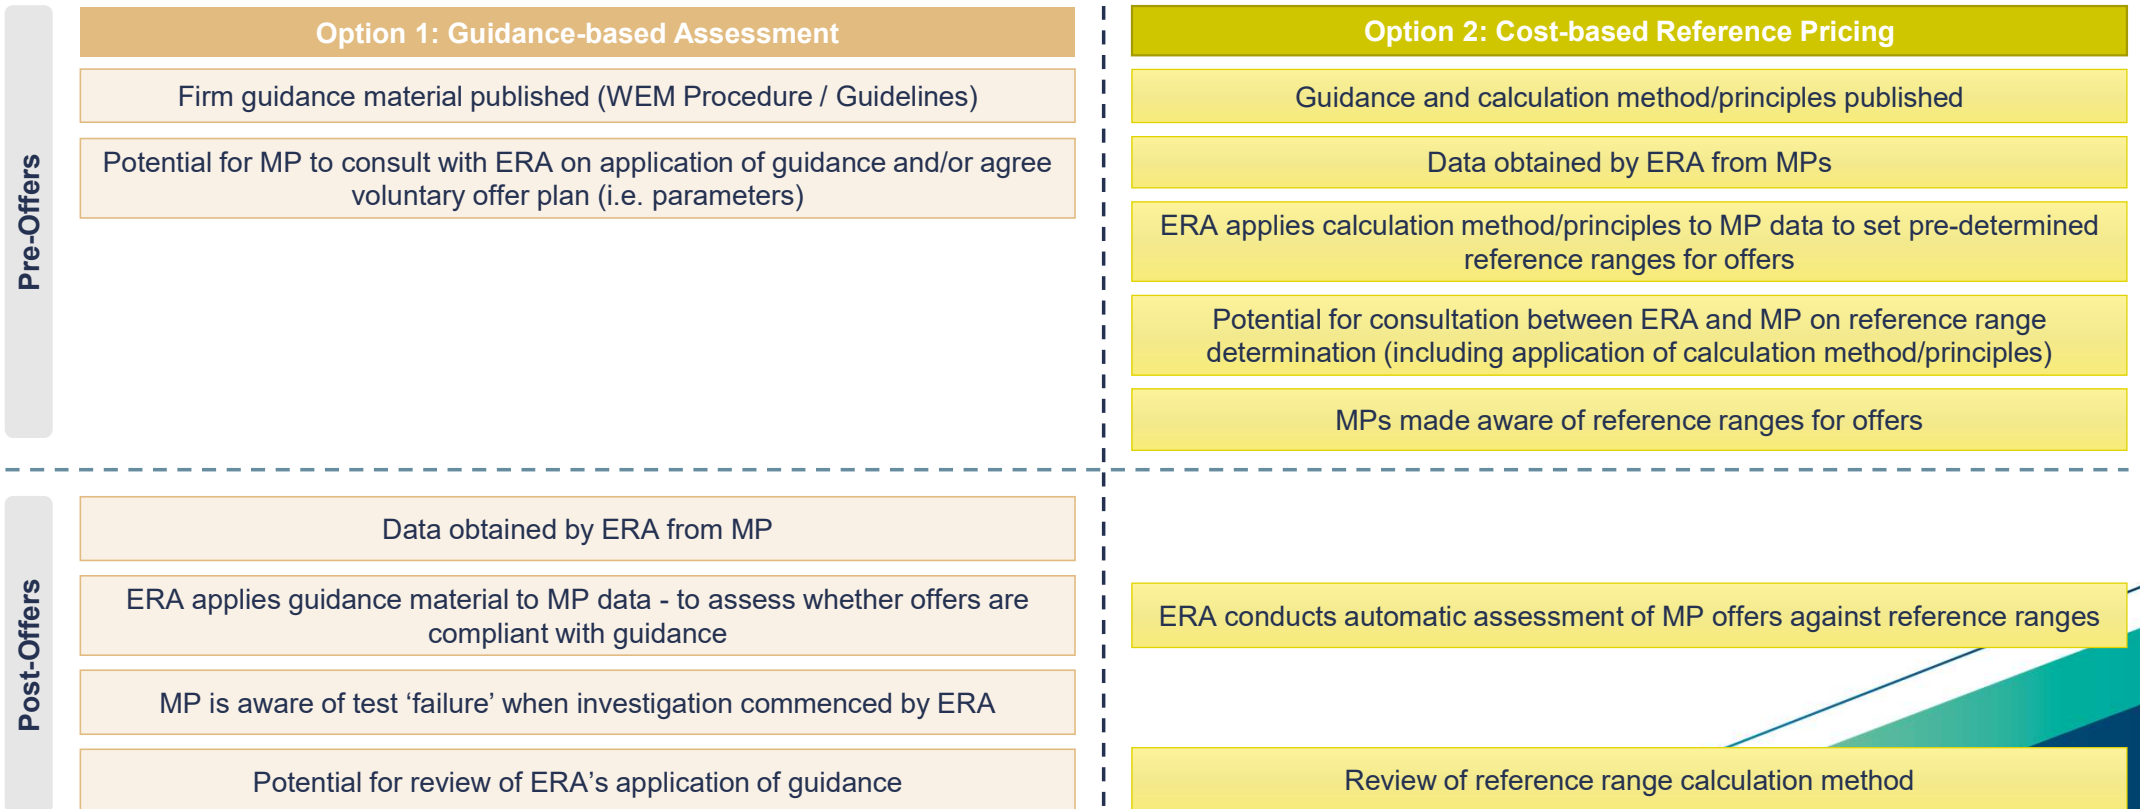 Option 1: Guidance-based Assessment
Option 2: Cost-based Reference Pricing
Pre-Offers
Firm guidance material published (WEM Procedure / Guidelines)
Potential for MP to consult with ERA on application of guidance and/or agree
voluntary offer plan (i.e. parameters)
Guidance and calculation method/principles published
Data obtained by ERA from MPs
ERA applies calculation method/principles to MP data to set pre-determined
reference ranges for offers
Potential for consultation between ERA and MP on reference range
determination (including application of calculation method/principles)
MPs made aware of reference ranges for offers
Post-Offers
Data obtained by ERA from MP
ERA applies guidance material to MP data - to assess whether offers are
compliant with guidance
MP is aware of test ‘failure’ when investigation commenced by ERA
Potential for review of ERA’s application of guidance
ERA conducts automatic assessment of MP offers against reference ranges
Review of reference range calculation method